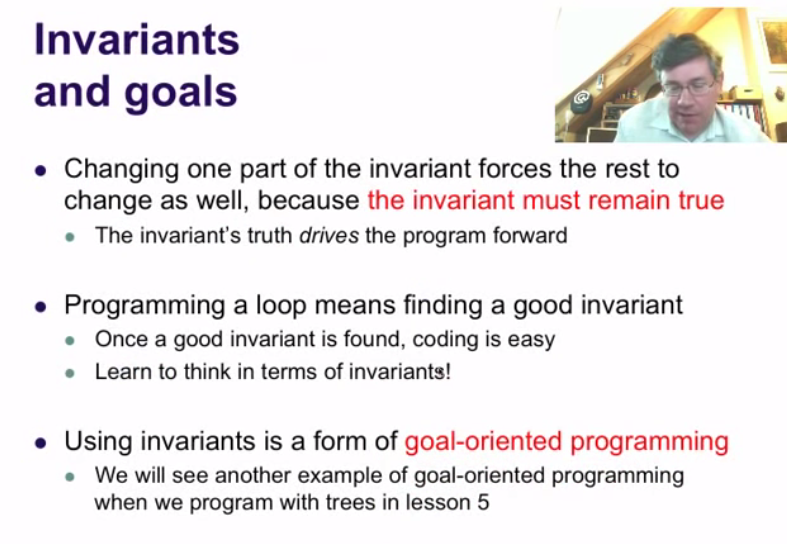 Invariants
and goals
Changing one part of the invariant forces the rest to
change as well, because the invariant must remain true
The invariant's truth drives the program forward
Programming a loop means finding a good invariant
Once a good invariant is found, coding is easy
Learn to think in terms of invariants!
Using invariants is a form of goal-oriented programming
We will see another example of goal-oriented programming
when we program with trees in lesson 5
@